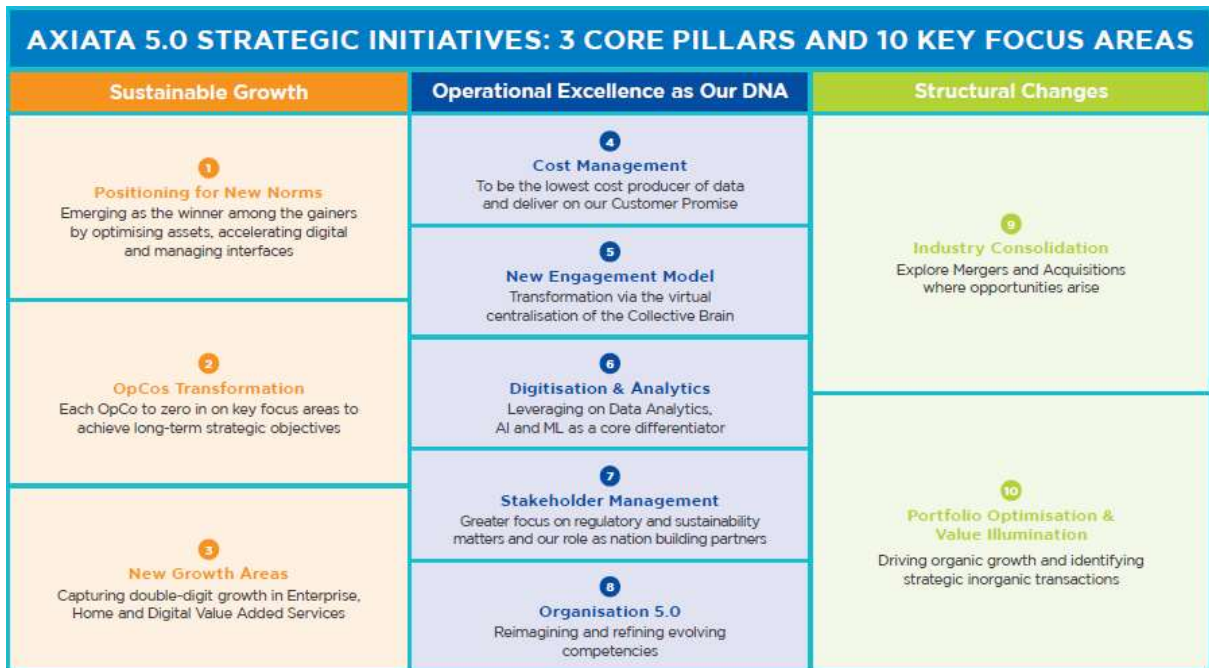 AXIATA 5.0 STRATEGIC INITIATIVES: 3 CORE PILLARS AND 10 KEY FOCUS AREAS
Sustainable Growth
1
Positioning for New Norms
Emerging as the winner among the gainers
by optimising assets, accelerating digital
and managing interfaces
2
OpCos Transformation
Each OpCo to zero in on key focus areas to
achieve long-term strategic objectives
3
New Growth Areas
Capturing double-digit growth in Enterprise,
Home and Digital Value Added Services
Operational Excellence as Our DNA
4
Cost Management
To be the lowest cost producer of data
and deliver on our Customer Promise
5
New Engagement Model
Transformation via the virtual
centralisation of the Collective Brain
6
Digitisation & Analytics
Leveraging on Data Analytics,
AI and ML as a core differentiator
7
Stakeholder Management
Greater focus on regulatory and sustainability
matters and our role as nation building partners
8
Organisation 5.0
Reimagining and refining evolving
competencies
Structural Changes
9
Industry Consolidation
Explore Mergers and Acquisitions
where opportunities arise
10
Portfolio Optimisation &
Value Illumination
Driving organic growth and identifying
strategic inorganic transactions